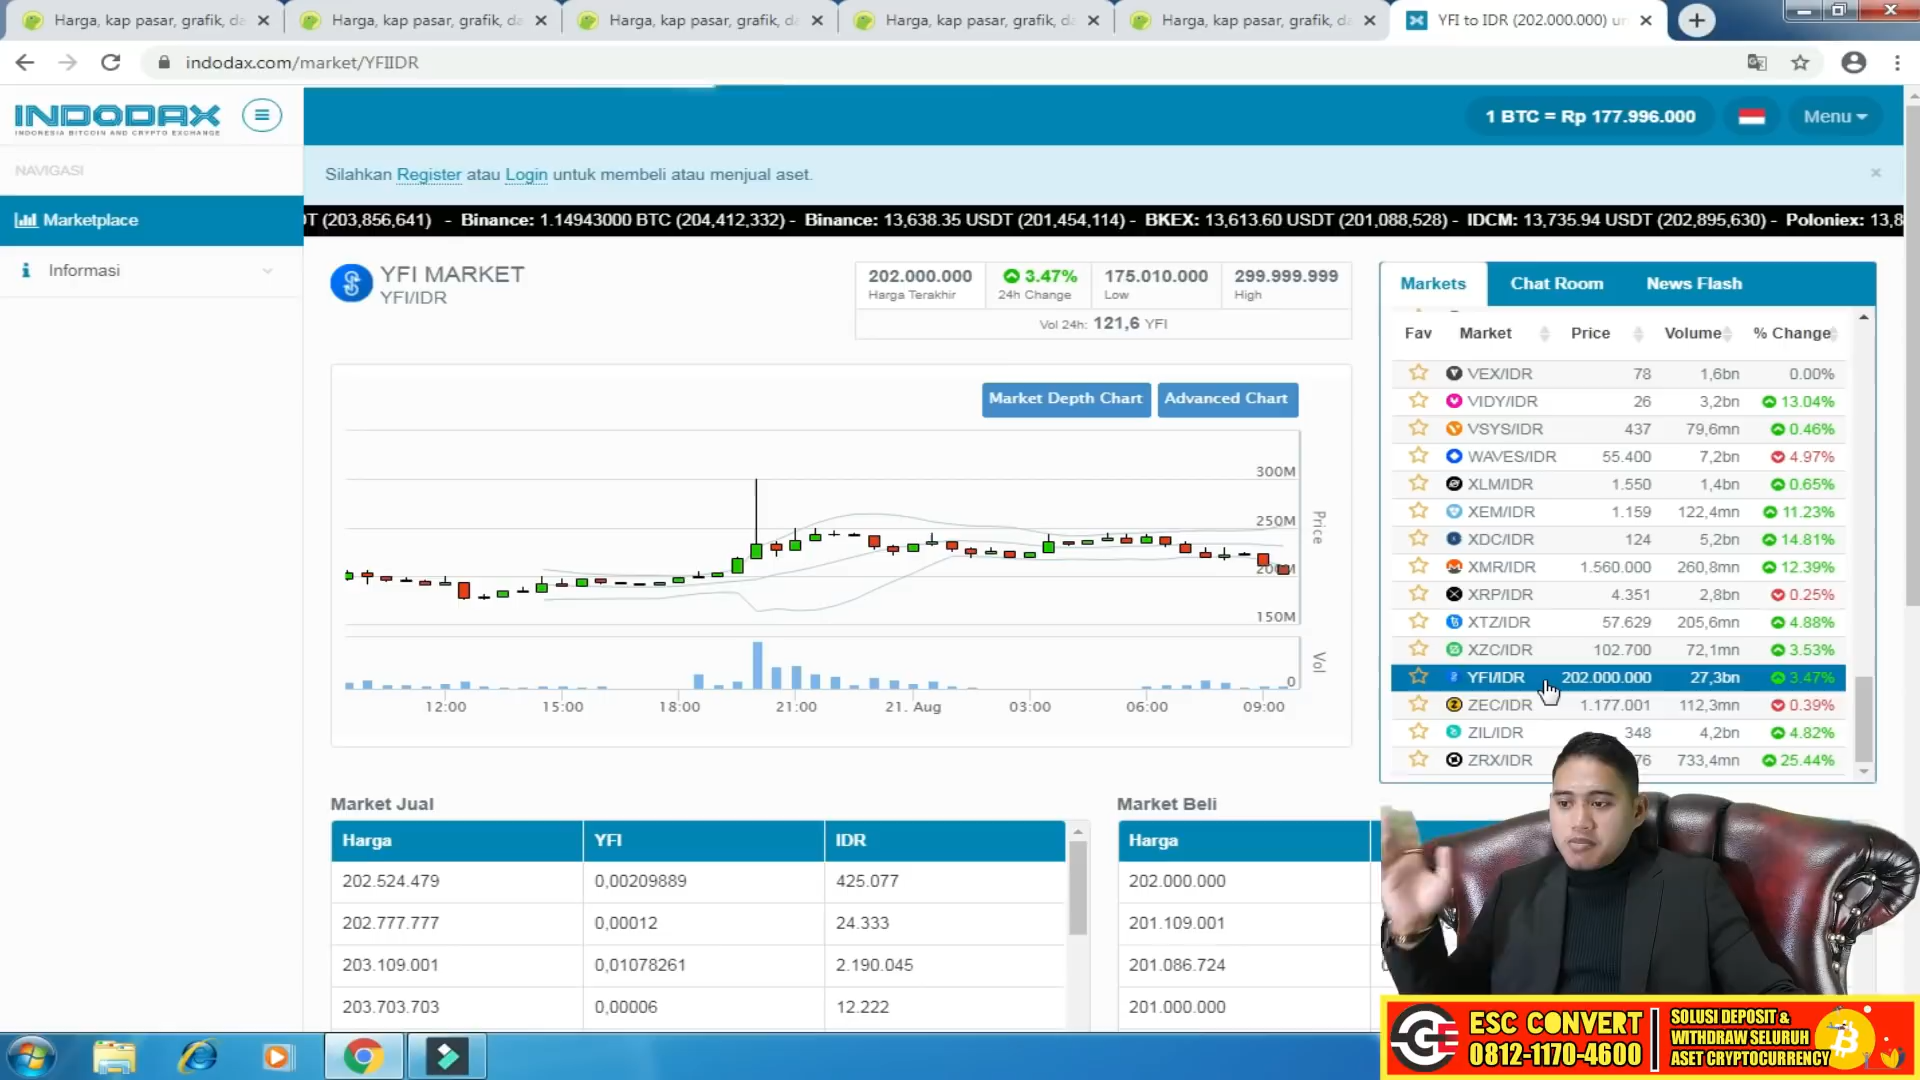 Harga, kap pasar, grafik, da
Harga, kap pasar, grafik, da
Harga, kap pasar, grafik, da
Harga, kap pasar, grafik, da
Harga, kap pasar, grafik, da
YFI to IDR (202.000.000) un
indodax.com/market/YFIIDR
INDODAX
INDONESIA BITCOIN AND CRYPTO EXCHANGE
1 BTC = Rp 177.996.000
Menu
NAVIGASI
Silahkan Register atau Login untuk membeli atau menjual aset.
Marketplace
Informasi
T (203,856,641) - Binance: 1.14943000 BTC (204,412,332) - Binance: 13,638.35 USDT (201,454,114) - BKEX: 13,613.60 USDT (201,088,528) - IDCM: 13,735.94 USDT (202,895,630) - Poloniex: 13,8
YFI MARKET
YFI/IDR
202.000.000
Harga Terakhir
3.47%
24h Change
175.010.000
Low
299.999.999
High
Vol 24h: 121,6 YFI
Market Depth Chart
Advanced Chart
300M
250M
200M
150M
Price
Vol
0
12:00 15:00 18:00 21:00 21. Aug 03:00 06:00 09:00
Markets Chat Room News Flash
Fav Market Price Volume % Change
VEX/IDR 78 1,6bn 0.00%
VIDY/IDR 26 3,2bn 13.04%
VSYS/IDR 437 79,6mn 0.46%
WAVES/IDR 55.400 7,2bn 4.97%
XLM/IDR 1.550 1,4bn 0.65%
XEM/IDR 1.159 122,4mn 11.23%
XDC/IDR 124 5,2bn 14.81%
XMR/IDR 1.560.000 260,8mn 12.39%
XRP/IDR 4.351 2,8bn 0.25%
XTZ/IDR 57.629 205,6mn 4.88%
XZC/IDR 102.700 72,1mn 3.53%
YFI/IDR 202.000.000 27,3bn 3.47%
ZEC/IDR 1.177.001 112,3mn 0.39%
ZIL/IDR 348 4,2bn 4.82%
ZRX/IDR 76 733,4mn 25.44%
Market Jual
Harga YFI IDR
202.524.479 0,00209889 425.077
202.777.777 0,00012 24.333
203.109.001 0,01078261 2.190.045
203.703.703 0,00006 12.222
Market Beli
Harga
202.000.000
201.109.001
201.086.724
201.000.000
ESC CONVERT
0812-1170-4600
SOLUSI DEPOSIT &
WITHDRAW SELURUH
ASET CRYPTOCURRENCY